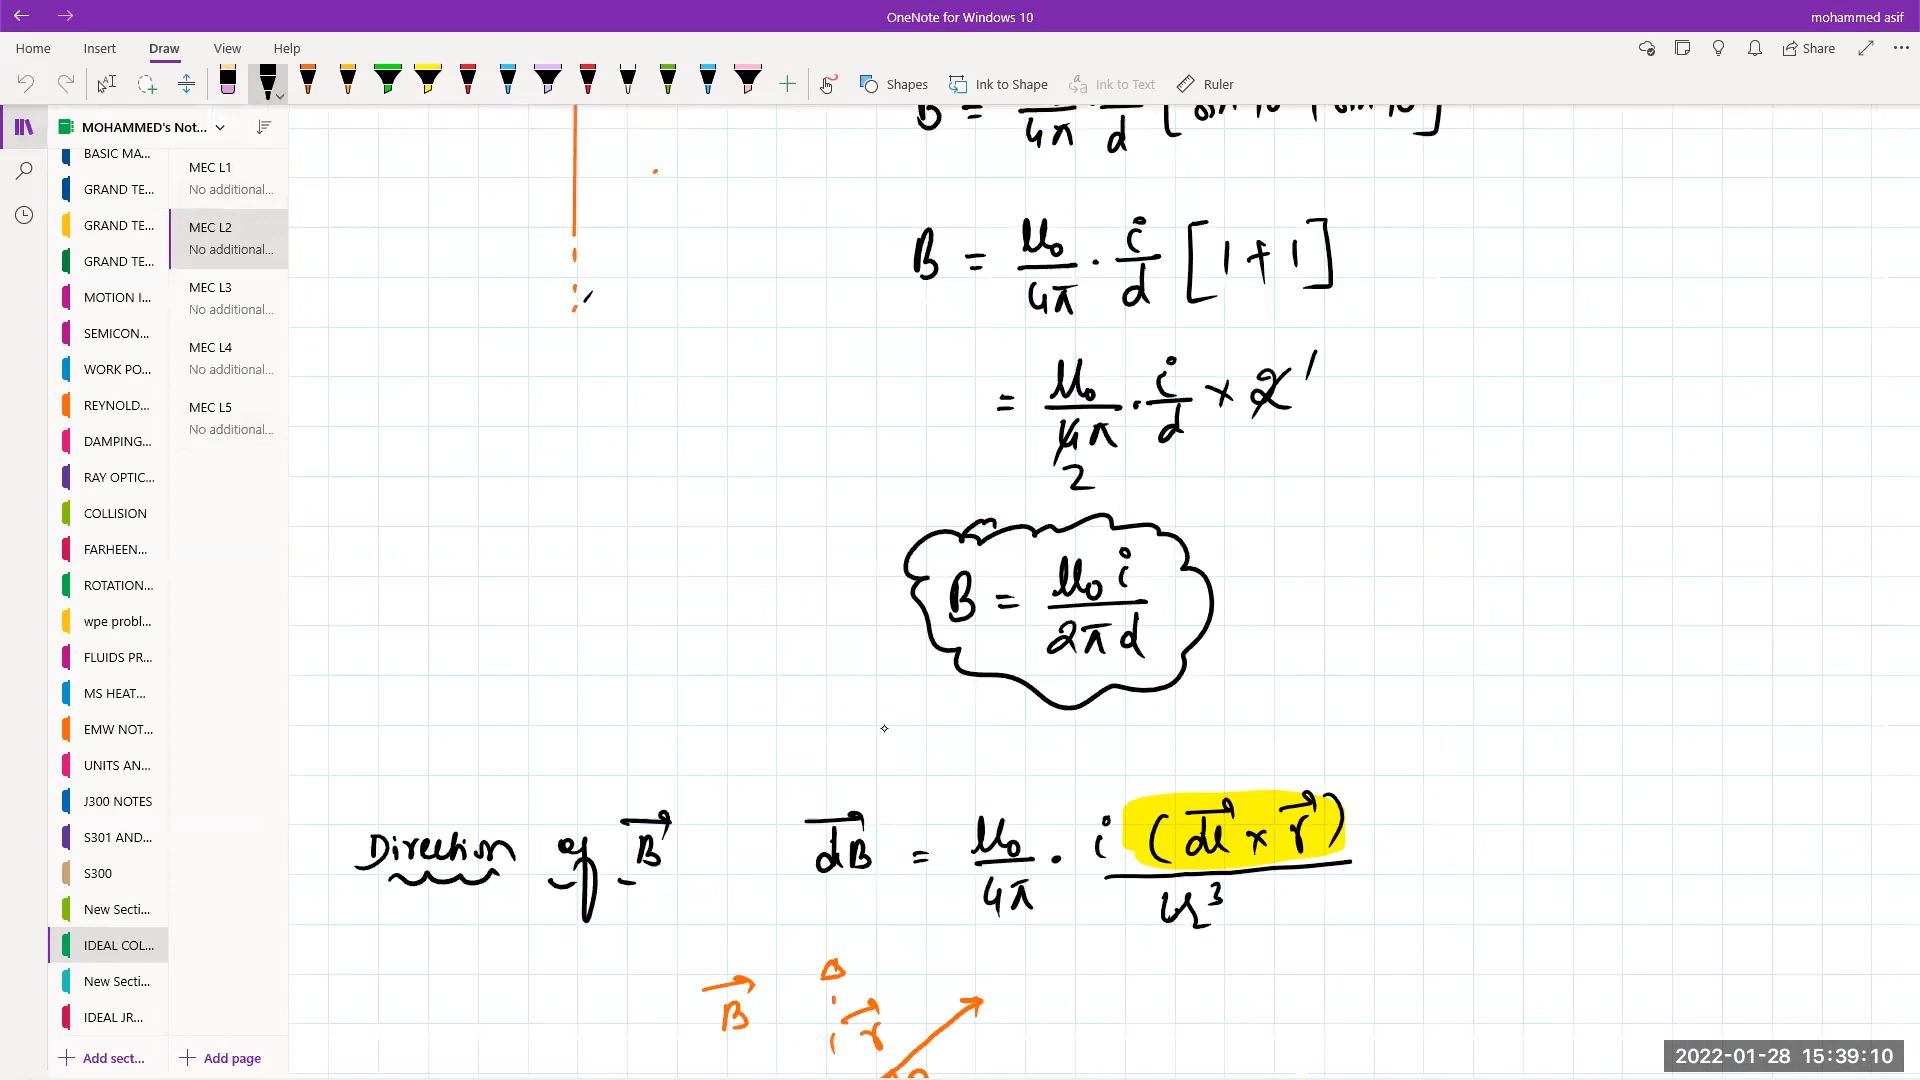 OneNote for Windows 10
mohammed asif
Home Insert Draw View Help
Share
Shapes Ink to Shape Ink to Text Ruler
MOHAMMED's Not...
BASIC MA...
GRAND TE...
GRAND TE...
GRAND TE...
MOTION I...
SEMICON...
WORK PO...
REYNOLD...
DAMPING...
RAY OPTIC...
COLLISION
FARHEEN...
ROTATION...
wpe probl...
FLUIDS PR...
MS HEAT...
EMW NOT...
UNITS AN...
J300 NOTES
S301 AND...
S300
New Secti...
IDEAL COL...
New Secti...
IDEAL JR...
Add sect...
MEC L1
No additional...
MEC L2
No additional...
MEC L3
No additional...
MEC L4
No additional...
MEC L5
No additional...
Add page
B = μ₀/4π · i/d [1 + 1]
= μ₀/4π · i/d × 2 1
2
B = μ₀ i / 2π d
Direction of B⃗ dB⃗ = μ₀/4π · i (dl⃗ × r⃗) / r³
B⃗ r⃗
2022-01-28 15:39:10